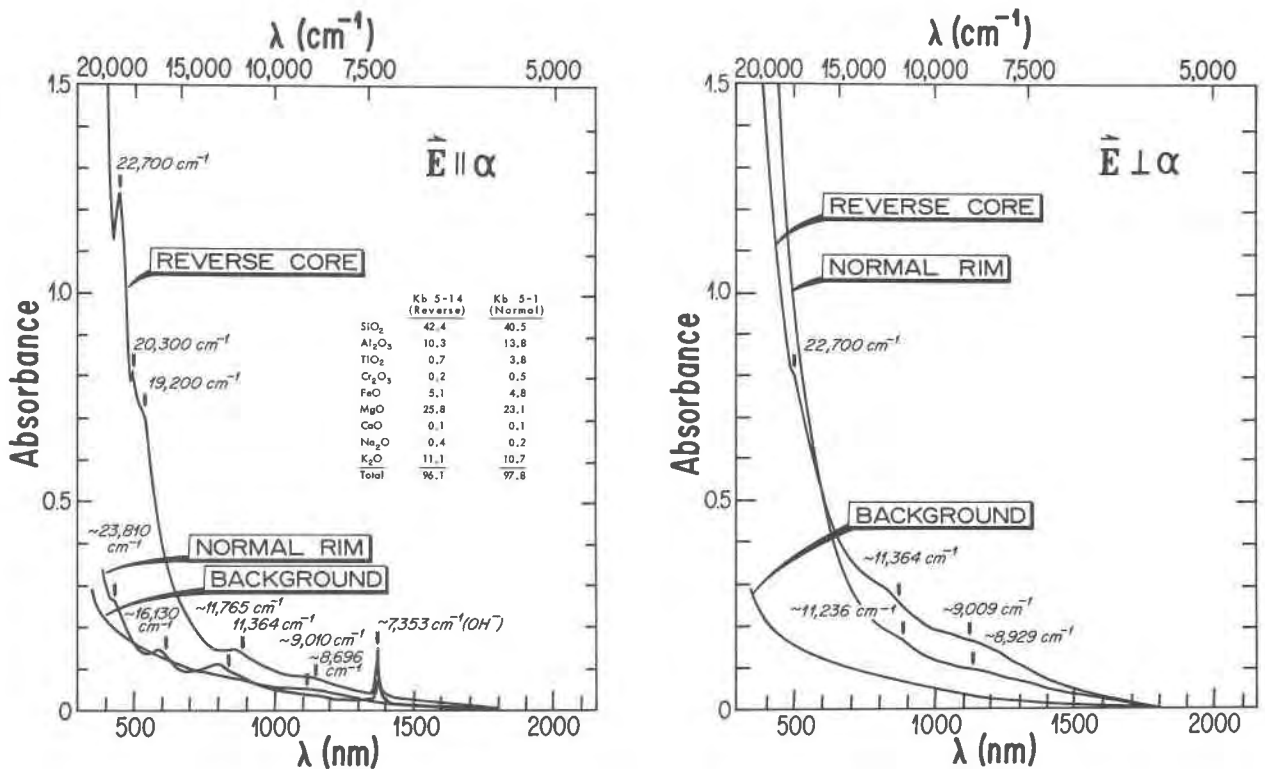 λ (cm⁻¹)
20,000 15,000 10,000 7,500 5,000
1.5
E ∥ α
22,700 cm⁻¹
REVERSE CORE
1.0
Absorbance
20,300 cm⁻¹
19,200 cm⁻¹
Kb 5-14 Kb 5-1
(Reverse) (Normal)
SiO₂ 42.4 40.5
Al₂O₃ 10.3 13.8
TiO₂ 0.7 3.8
Cr₂O₃ 0.2 0.5
FeO 5.1 4.8
MgO 25.8 23.1
CaO 0.1 0.1
Na₂O 0.4 0.2
K₂O 11.1 10.7
Total 96.1 97.8
0.5
~23,810
cm⁻¹
NORMAL RIM
BACKGROUND
~16,130
cm⁻¹
~11,765 cm⁻¹
11,364 cm⁻¹
~9,010 cm⁻¹
~8,696
cm⁻¹
~7,353 cm⁻¹(OH⁻)
0
500 1000 1500 2000
λ (nm)
λ (cm⁻¹)
20,000 15,000 10,000 7,500 5,000
1.5
E ⊥ α
REVERSE CORE
NORMAL RIM
1.0
Absorbance
22,700 cm⁻¹
0.5
BACKGROUND
~11,364 cm⁻¹
~11,236 cm⁻¹
~9,009 cm⁻¹
~8,929 cm⁻¹
0
500 1000 1500 2000
λ (nm)